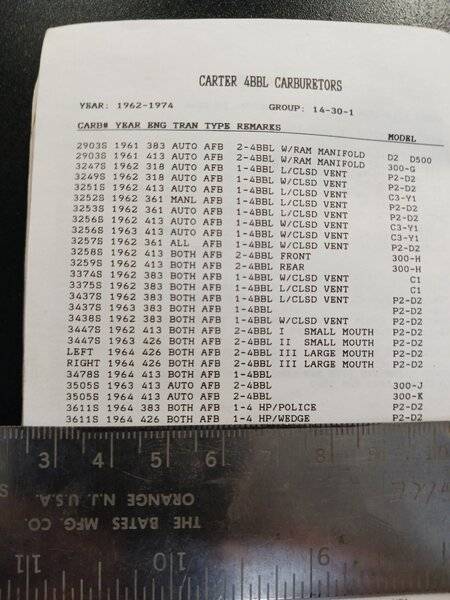 CARTER 4BBL CARBURETORS
YEAR: 1962-1974 GROUP: 14-30-1
CARB# YEAR ENG TRAN TYPE REMARKS MODEL
2903S 1961 383 AUTO AFB 2-4BBL W/RAM MANIFOLD D2 D500
2903S 1961 413 AUTO AFB 2-4BBL W/RAM MANIFOLD 300-G
3247S 1962 318 AUTO AFB 1-4BBL L/CLSD VENT P2-D2
3249S 1962 318 AUTO AFB 1-4BBL W/CLSD VENT P2-D2
3251S 1962 413 AUTO AFB 1-4BBL L/CLSD VENT C3-Y1
3252S 1962 361 MANL AFB 1-4BBL L/CLSD VENT P2-D2
3253S 1962 361 AUTO AFB 1-4BBL L/CLSD VENT P2-D2
3256S 1962 413 AUTO AFB 1-4BBL W/CLSD VENT C3-Y1
3256S 1963 413 AUTO AFB 1-4BBL W/CLSD VENT C3-Y1
3257S 1962 361 ALL AFB 1-4BBL W/CLSD VENT P2-D2
3258S 1962 413 BOTH AFB 2-4BBL FRONT 300-H
3259S 1962 413 BOTH AFB 2-4BBL REAR 300-H
3374S 1962 383 BOTH AFB 1-4BBL W/CLSD VENT C1
3375S 1962 383 BOTH AFB 1-4BBL L/CLSD VENT C1
3437S 1962 383 BOTH AFB 1-4BBL L/CLSD VENT P2-D2
3437S 1963 383 BOTH AFB 1-4BBL P2-D2
3438S 1962 383 BOTH AFB 1-4BBL W/CLSD VENT P2-D2
3447S 1962 413 BOTH AFB 2-4BBL I SMALL MOUTH P2-D2
3447S 1963 426 BOTH AFB 2-4BBL II SMALL MOUTH P2-D2
LEFT 1964 426 BOTH AFB 2-4BBL III LARGE MOUTH P2-D2
RIGHT 1964 426 BOTH AFB 2-4BBL III LARGE MOUTH P2-D2
3478S 1964 413 BOTH AFB 1-4BBL P2-D2
3505S 1963 413 AUTO AFB 2-4BBL 300-J
3505S 1964 413 AUTO AFB 2-4BBL 300-K
3611S 1964 383 BOTH AFB 1-4 HP/POLICE P2-D2
3611S 1964 426 BOTH AFB 1-4 HP/WEDGE P2-D2
3 4 5 6 7 8 9 10
THE BATES MFG. CO.
ORANGE N.J. U.S.A.
11 10 9